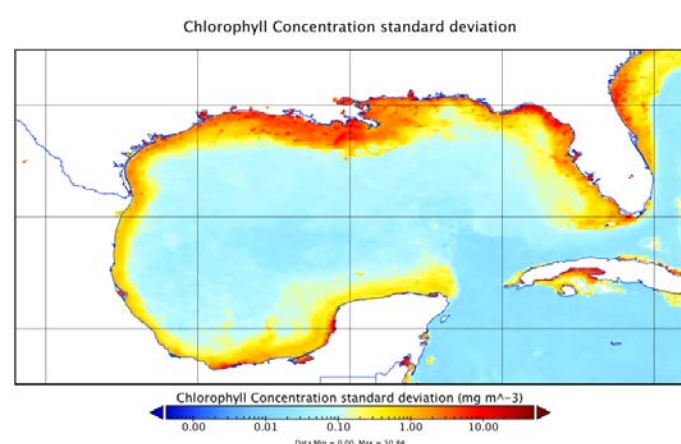 Chlorophyll Concentration standard deviation
Chlorophyll Concentration standard deviation (mg m^-3)
0.00 0.01 0.10 1.00 10.00
Data Min = 0.00, Max = 50.86